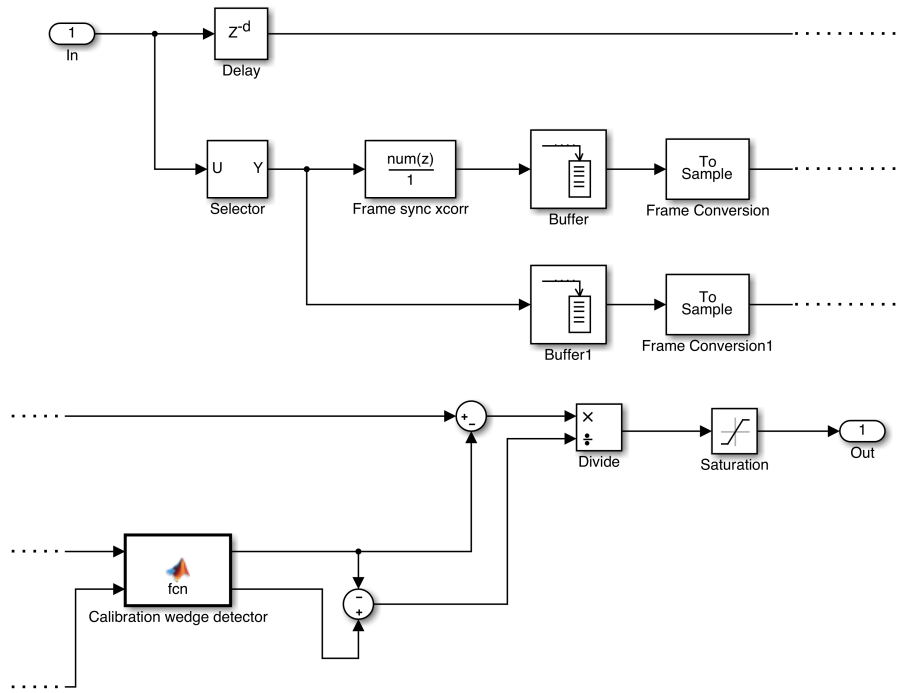 1
In
Z-d
Delay
U Y
Selector
num(z)
1
Frame sync xcorr
Buffer
To
Sample
Frame Conversion
Buffer1
To
Sample
Frame Conversion1
+
−
×
÷
Divide
Saturation
1
Out
fcn
Calibration wedge detector
−
+